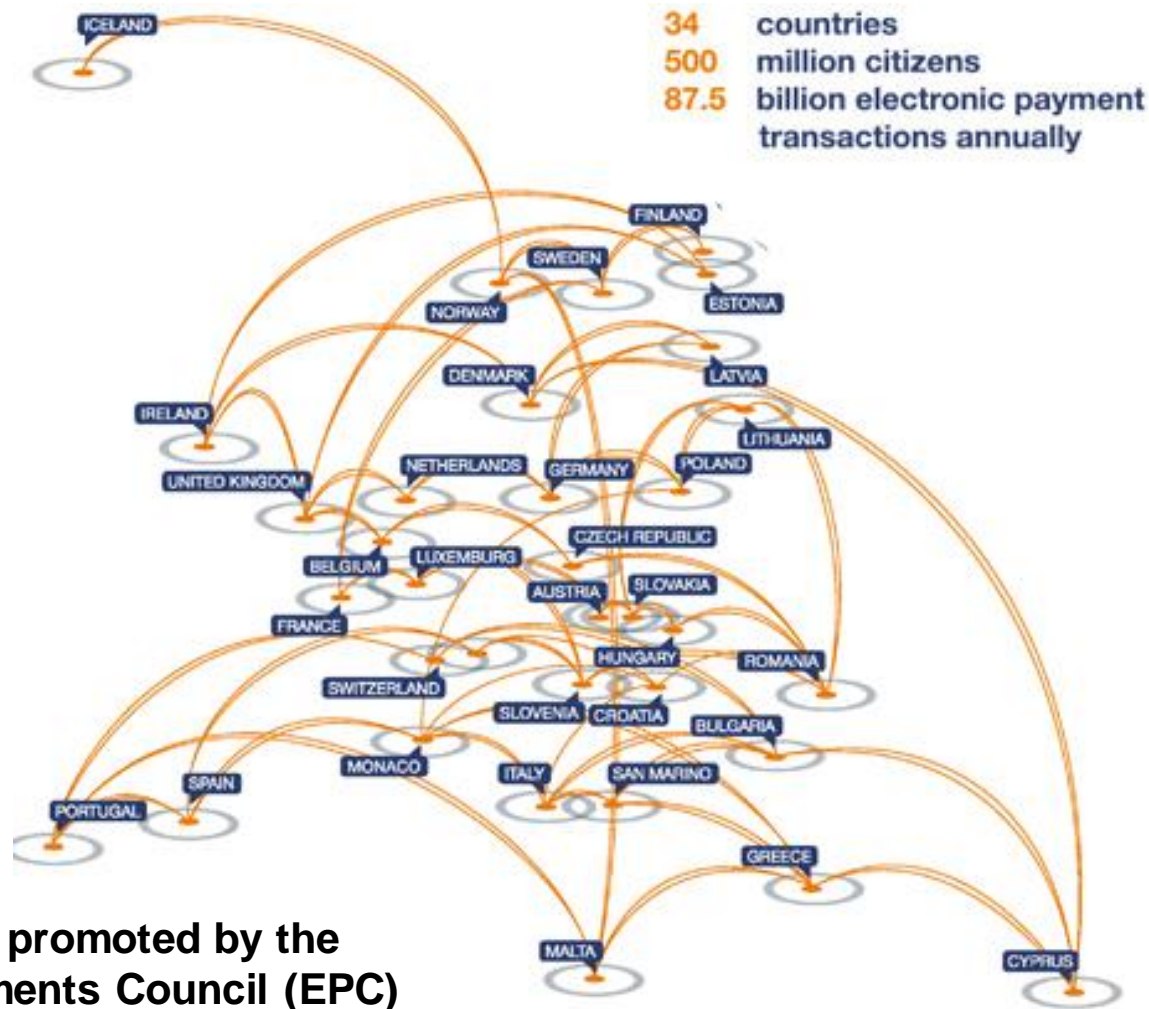 34 countries
500 million citizens
87.5 billion electronic payment
transactions annually
ICELAND
FINLAND
SWEDEN
NORWAY
ESTONIA
DENMARK
LATVIA
IRELAND
LITHUANIA
NETHERLANDS
GERMANY
POLAND
UNITED KINGDOM
CZECH REPUBLIC
BELGIUM
LUXEMBURG
AUSTRIA
SLOVAKIA
FRANCE
HUNGARY
ROMANIA
SWITZERLAND
SLOVENIA
CROATIA
BULGARIA
MONACO
ITALY
SAN MARINO
SPAIN
PORTUGAL
GREECE
MALTA
CYPRUS
promoted by the
ments Council (EPC)